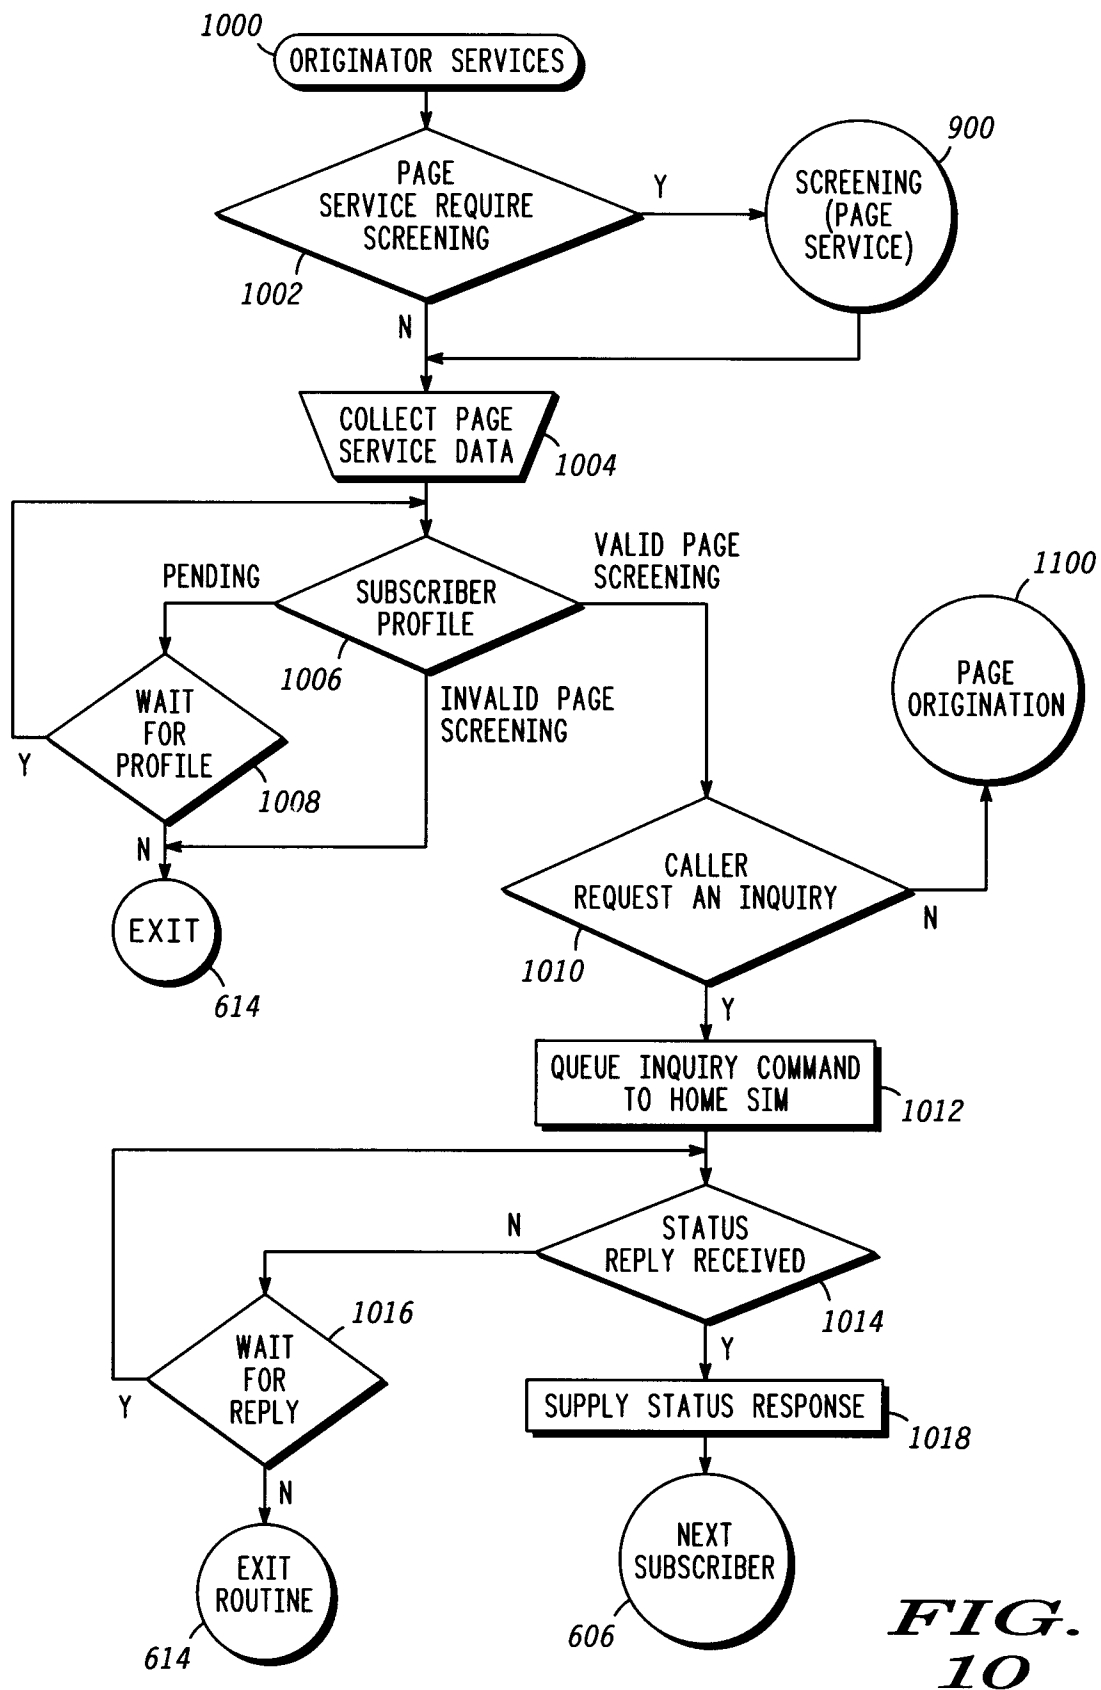 1000
ORIGINATOR SERVICES
PAGE
SERVICE REQUIRE
SCREENING
1002
Y
900
SCREENING
(PAGE
SERVICE)
N
COLLECT PAGE
SERVICE DATA
1004
PENDING
SUBSCRIBER
PROFILE
1006
VALID PAGE
SCREENING
INVALID PAGE
SCREENING
1100
PAGE
ORIGINATION
WAIT
FOR
PROFILE
1008
Y
N
EXIT
614
CALLER
REQUEST AN INQUIRY
1010
N
Y
QUEUE INQUIRY COMMAND
TO HOME SIM
1012
STATUS
REPLY RECEIVED
1014
N
Y
WAIT
FOR
REPLY
1016
Y
N
SUPPLY STATUS RESPONSE
1018
EXIT
ROUTINE
614
NEXT
SUBSCRIBER
606
FIG.
10